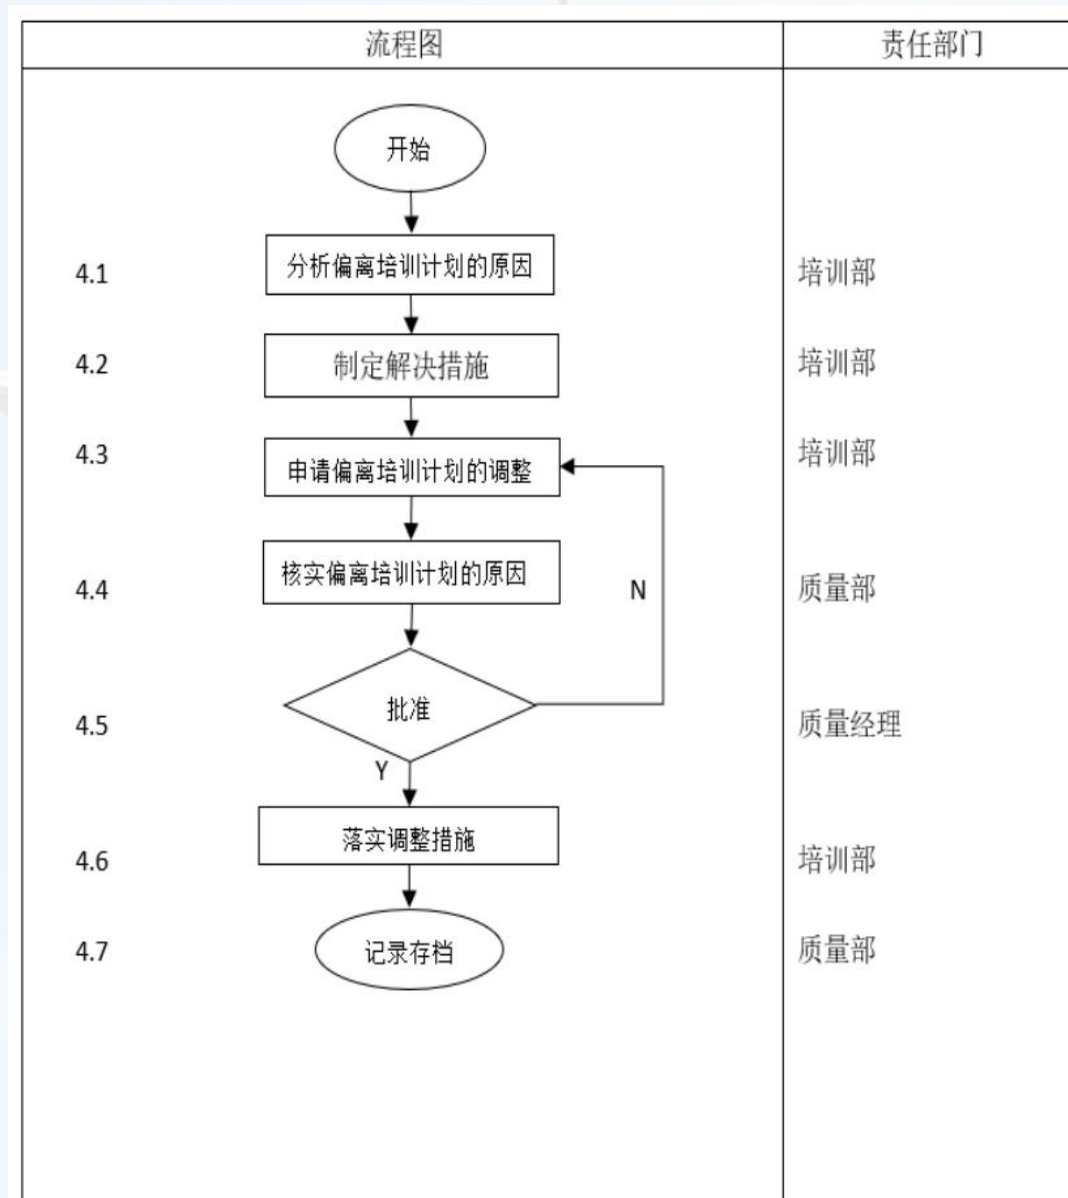 流程图 责任部门
开始
4.1 分析偏离培训计划的原因 培训部
4.2 制定解决措施 培训部
4.3 申请偏离培训计划的调整 培训部
4.4 核实偏离培训计划的原因 N 质量部
4.5 批准 质量经理
Y
4.6 落实调整措施 培训部
4.7 记录存档 质量部